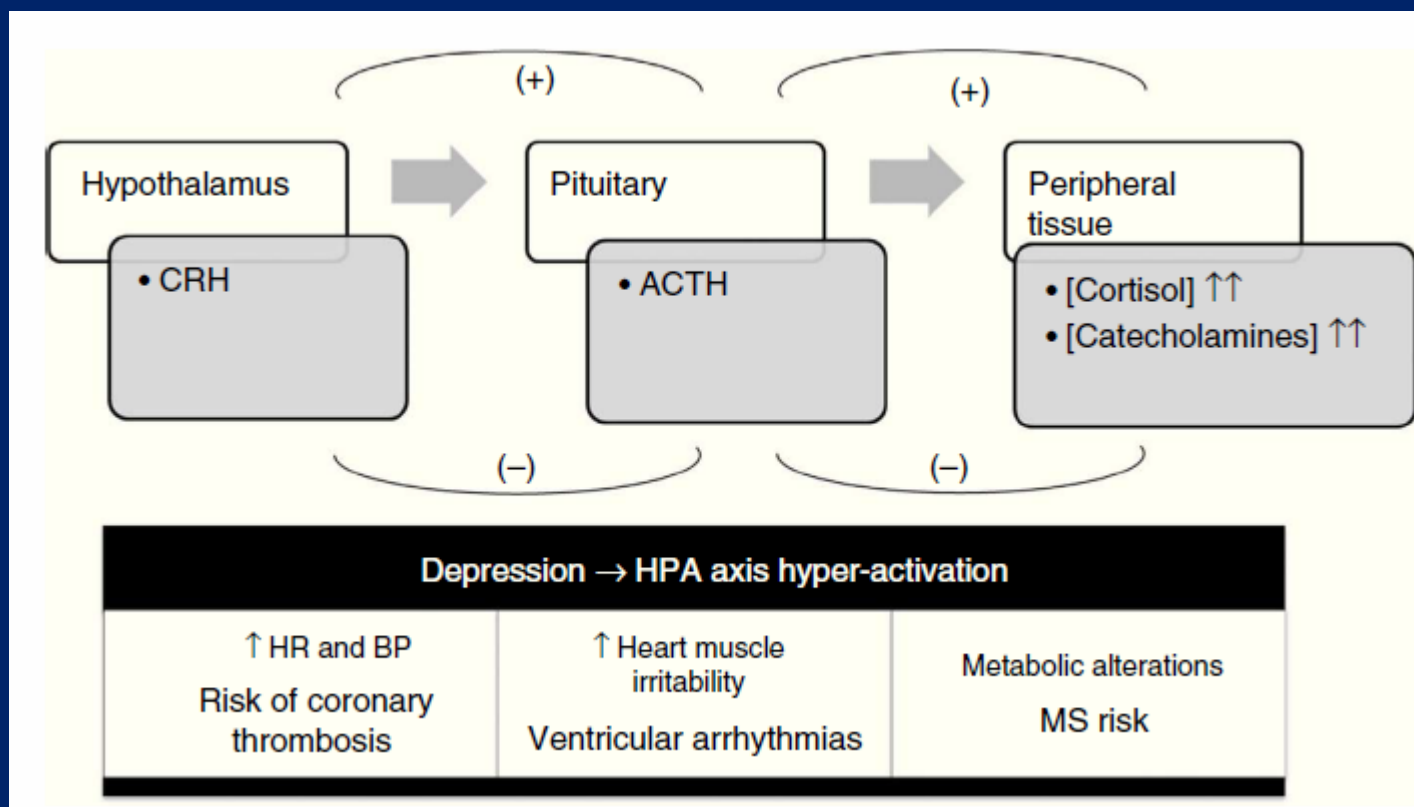 (+)
(+)
Hypothalamus
Pituitary
Peripheral
tissue
• CRH
• ACTH
• [Cortisol] ↑↑
• [Catecholamines] ↑↑
(–)
(–)
Depression → HPA axis hyper-activation
↑ HR and BP
Risk of coronary
thrombosis
↑ Heart muscle
irritability
Ventricular arrhythmias
Metabolic alterations
MS risk